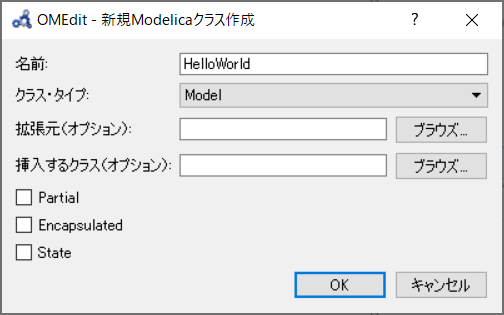 OMEdit - 新規Modelicaクラス作成 ?
名前: HelloWorld
クラス・タイプ: Model
拡張元(オプション): ブラウズ...
挿入するクラス(オプション): ブラウズ...
Partial
Encapsulated
State
OK キャンセル